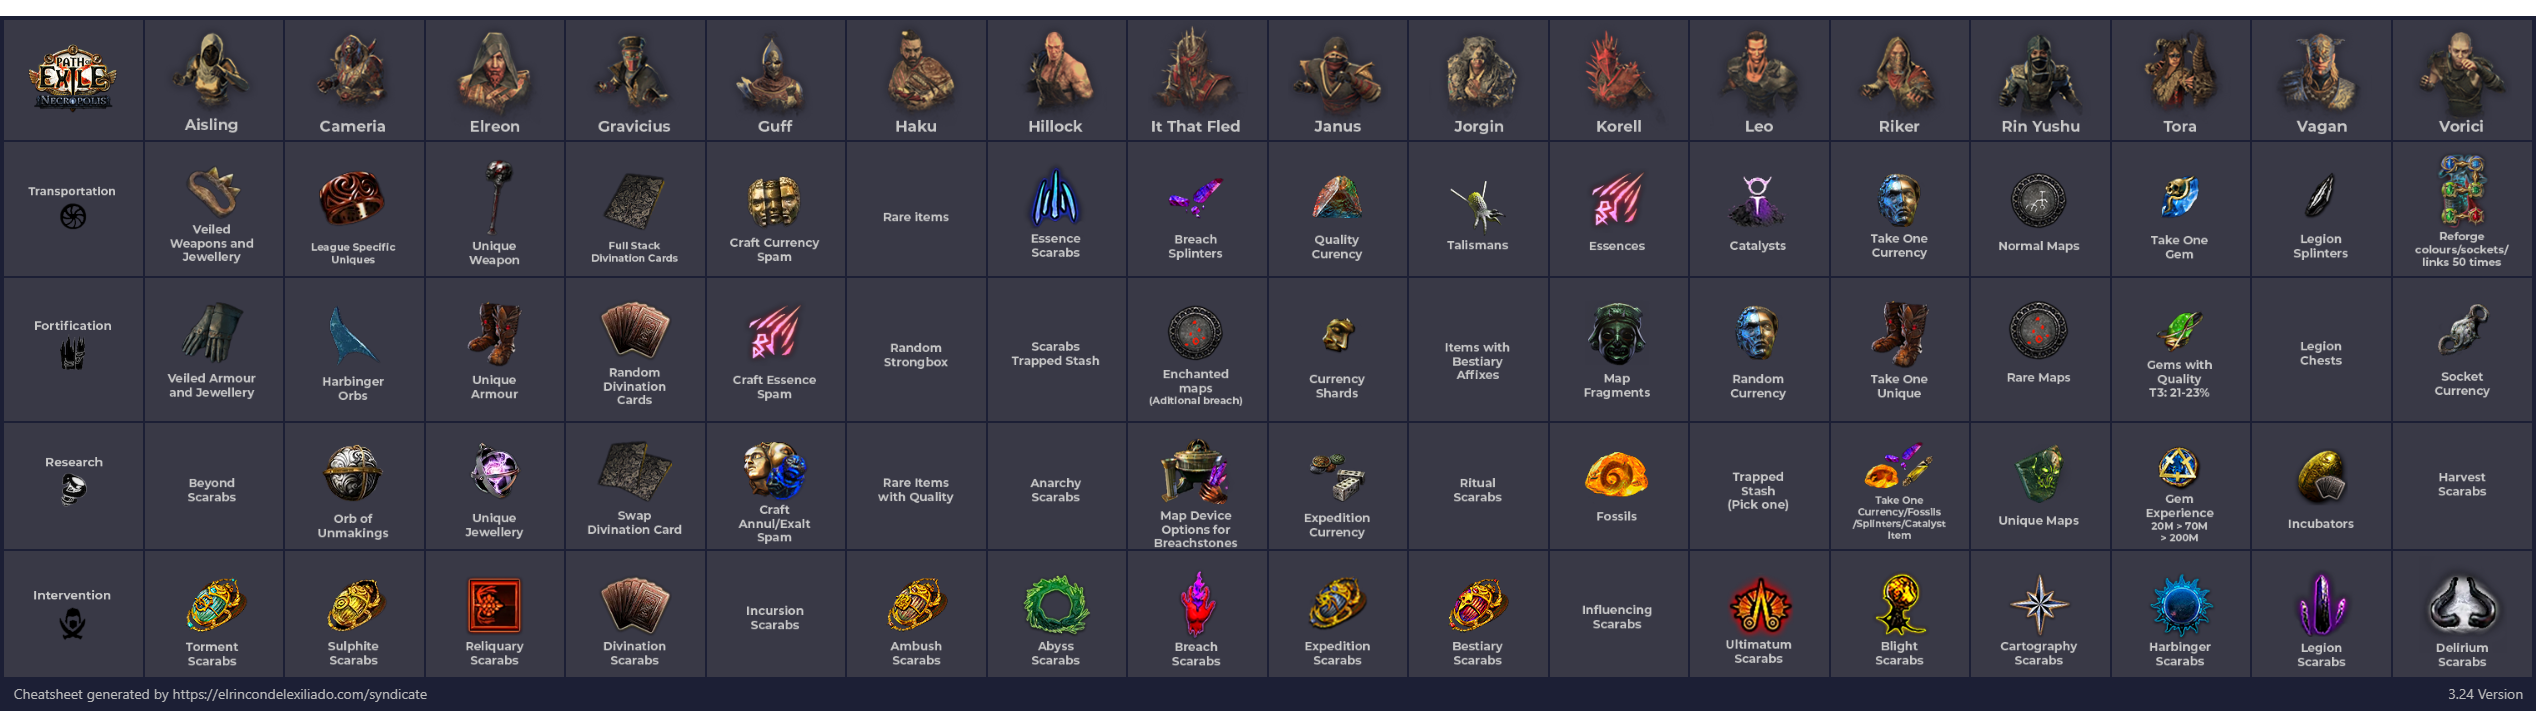 PATH OF
EXILE
NECROPOLIS
Aisling
Cameria
Elreon
Gravicius
Guff
Haku
Hillock
It That Fled
Janus
Jorgin
Korell
Leo
Riker
Rin Yushu
Tora
Vagan
Vorici
Transportation
Veiled
Weapons and
Jewellery
League Specific
Uniques
Unique
Weapon
Full Stack
Divination Cards
Craft Currency
Spam
Rare items
Essence
Scarabs
Breach
Splinters
Quality
Curency
Talismans
Essences
Catalysts
Take One
Currency
Normal Maps
Take One
Gem
Legion
Splinters
Reforge
colours/sockets/
links 50 times
Fortification
Veiled Armour
and Jewellery
Harbinger
Orbs
Unique
Armour
Random
Divination
Cards
Craft Essence
Spam
Random
Strongbox
Scarabs
Trapped Stash
Enchanted
maps
(Aditional breach)
Currency
Shards
Items with
Bestiary
Affixes
Map
Fragments
Random
Currency
Take One
Unique
Rare Maps
Gems with
Quality
T3: 21-23%
Legion
Chests
Socket
Currency
Research
Beyond
Scarabs
Orb of
Unmakings
Unique
Jewellery
Swap
Divination Card
Craft
Annul/Exalt
Spam
Rare Items
with Quality
Anarchy
Scarabs
Map Device
Options for
Breachstones
Expedition
Currency
Ritual
Scarabs
Fossils
Trapped
Stash
(Pick one)
Take One
Currency/Fossils
/Splinters/Catalyst
Item
Unique Maps
Gem
Experience
20M > 70M
> 200M
Incubators
Harvest
Scarabs
Intervention
Torment
Scarabs
Sulphite
Scarabs
Reliquary
Scarabs
Divination
Scarabs
Incursion
Scarabs
Ambush
Scarabs
Abyss
Scarabs
Breach
Scarabs
Expedition
Scarabs
Bestiary
Scarabs
Influencing
Scarabs
Ultimatum
Scarabs
Blight
Scarabs
Cartography
Scarabs
Harbinger
Scarabs
Legion
Scarabs
Delirium
Scarabs
Cheatsheet generated by https://elrincondelexiliado.com/syndicate
3.24 Version